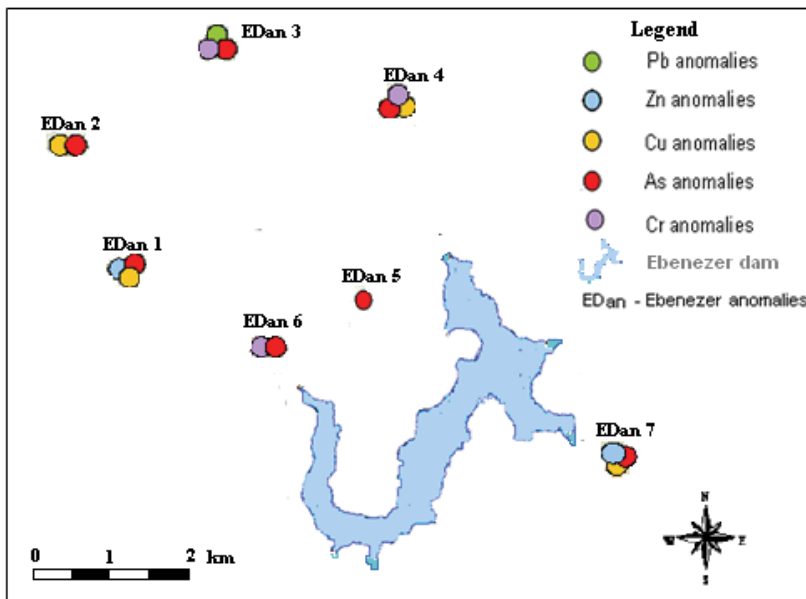 EDan 3
Legend
Pb anomalies
EDan 4
Zn anomalies
EDan 2
Cu anomalies
As anomalies
Cr anomalies
EDan 1
Ebenezer dam
EDan 5
EDan - Ebenezer anomalies
EDan 6
EDan 7
N
0 1 2 km
E
S